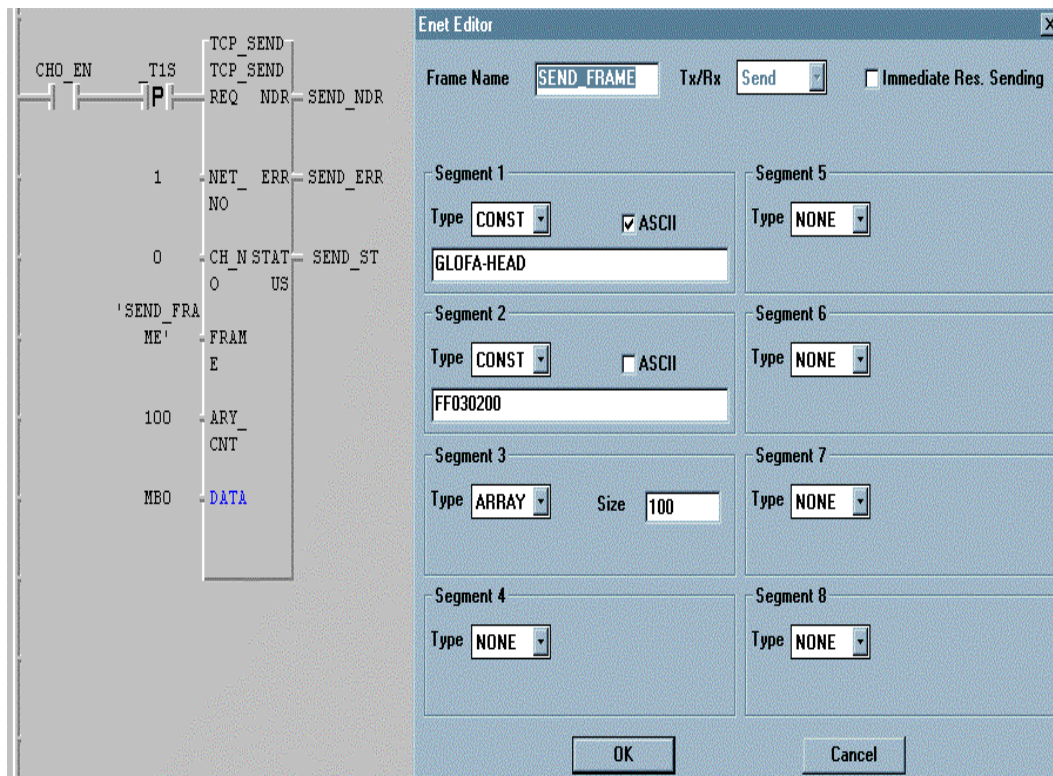 TCP_SEND
CHO_EN
_T1S
TCP_SEND
P
REQ NDR
SEND_NDR
1
NET_ ERR
NO
SEND_ERR
0
CH_N STAT
O US
SEND_ST
'SEND_FRA
ME'
FRAM
E
100
ARY_
CNT
MB0
DATA
Enet Editor
X
Frame Name
SEND_FRAME
Tx/Rx
Send
Immediate Res. Sending
Segment 1
Type
CONST
ASCII
GLOFA-HEAD
Segment 5
Type
NONE
Segment 2
Type
CONST
ASCII
FF030200
Segment 6
Type
NONE
Segment 3
Type
ARRAY
Size
100
Segment 7
Type
NONE
Segment 4
Type
NONE
Segment 8
Type
NONE
OK
Cancel